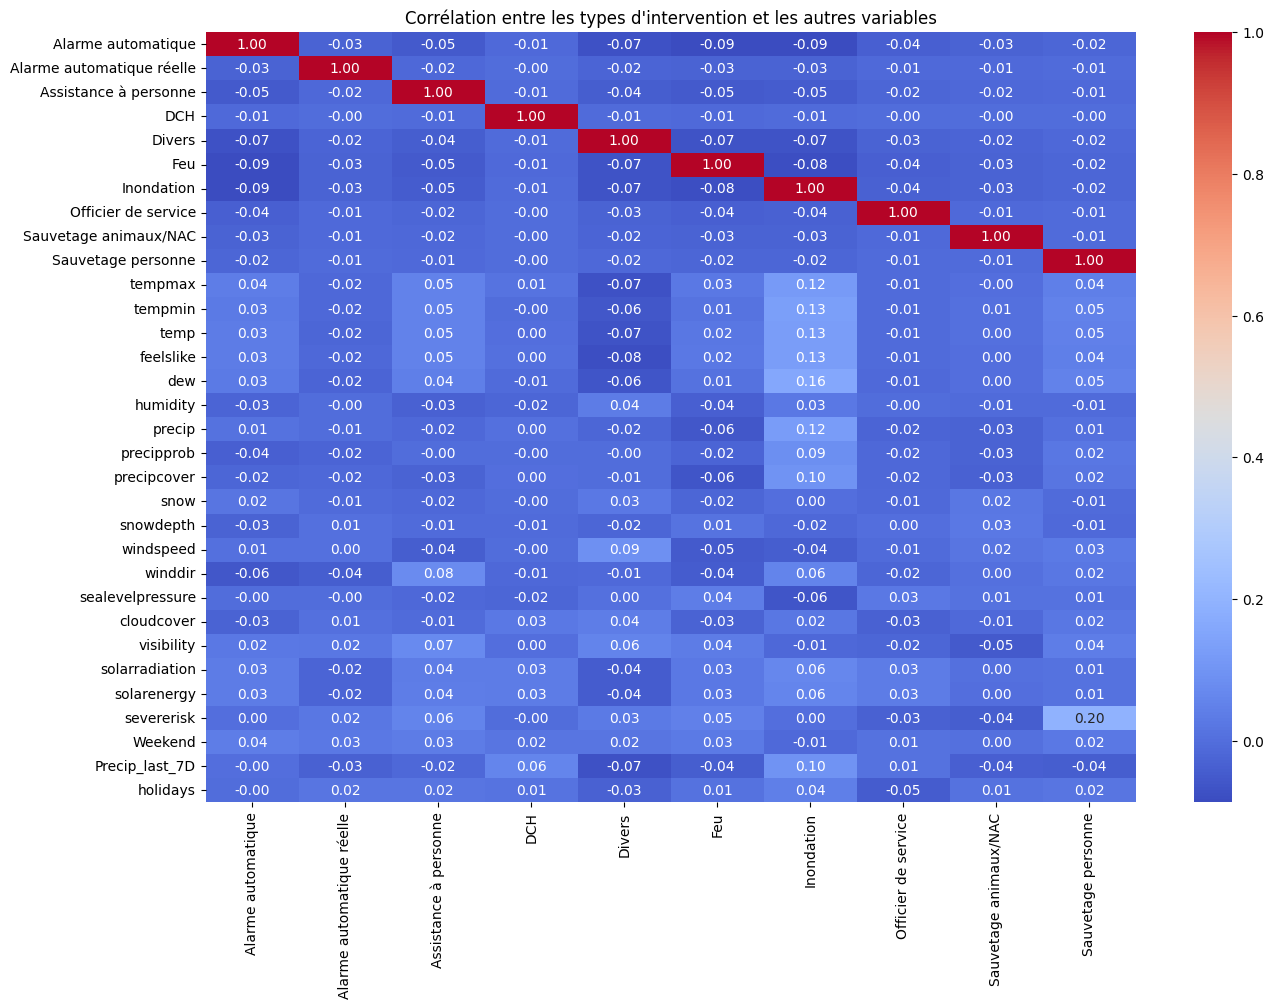 Corrélation entre les types d'intervention et les autres variables
Alarme automatique 1.00 -0.03 -0.05 -0.01 -0.07 -0.09 -0.09 -0.04 -0.03 -0.02
Alarme automatique réelle -0.03 1.00 -0.02 -0.00 -0.02 -0.03 -0.03 -0.01 -0.01 -0.01
Assistance à personne -0.05 -0.02 1.00 -0.01 -0.04 -0.05 -0.05 -0.02 -0.02 -0.01
DCH -0.01 -0.00 -0.01 1.00 -0.01 -0.01 -0.01 -0.00 -0.00 -0.00
Divers -0.07 -0.02 -0.04 -0.01 1.00 -0.07 -0.07 -0.03 -0.02 -0.02
Feu -0.09 -0.03 -0.05 -0.01 -0.07 1.00 -0.08 -0.04 -0.03 -0.02
Inondation -0.09 -0.03 -0.05 -0.01 -0.07 -0.08 1.00 -0.04 -0.03 -0.02
Officier de service -0.04 -0.01 -0.02 -0.00 -0.03 -0.04 -0.04 1.00 -0.01 -0.01
Sauvetage animaux/NAC -0.03 -0.01 -0.02 -0.00 -0.02 -0.03 -0.03 -0.01 1.00 -0.01
Sauvetage personne -0.02 -0.01 -0.01 -0.00 -0.02 -0.02 -0.02 -0.01 -0.01 1.00
tempmax 0.04 -0.02 0.05 0.01 -0.07 0.03 0.12 -0.01 -0.00 0.04
tempmin 0.03 -0.02 0.05 -0.00 -0.06 0.01 0.13 -0.01 0.01 0.05
temp 0.03 -0.02 0.05 0.00 -0.07 0.02 0.13 -0.01 0.00 0.05
feelslike 0.03 -0.02 0.05 0.00 -0.08 0.02 0.13 -0.01 0.00 0.04
dew 0.03 -0.02 0.04 -0.01 -0.06 0.01 0.16 -0.01 0.00 0.05
humidity -0.03 -0.00 -0.03 -0.02 0.04 -0.04 0.03 -0.00 -0.01 -0.01
precip 0.01 -0.01 -0.02 0.00 -0.02 -0.06 0.12 -0.02 -0.03 0.01
precipprob -0.04 -0.02 -0.00 -0.00 -0.00 -0.02 0.09 -0.02 -0.03 0.02
precipcover -0.02 -0.02 -0.03 0.00 -0.01 -0.06 0.10 -0.02 -0.03 0.02
snow 0.02 -0.01 -0.02 -0.00 0.03 -0.02 0.00 -0.01 0.02 -0.01
snowdepth -0.03 0.01 -0.01 -0.01 -0.02 0.01 -0.02 0.00 0.03 -0.01
windspeed 0.01 0.00 -0.04 -0.00 0.09 -0.05 -0.04 -0.01 0.02 0.03
winddir -0.06 -0.04 0.08 -0.01 -0.01 -0.04 0.06 -0.02 0.00 0.02
sealevelpressure -0.00 -0.00 -0.02 -0.02 0.00 0.04 -0.06 0.03 0.01 0.01
cloudcover -0.03 0.01 -0.01 0.03 0.04 -0.03 0.02 -0.03 -0.01 0.02
visibility 0.02 0.02 0.07 0.00 0.06 0.04 -0.01 -0.02 -0.05 0.04
solarradiation 0.03 -0.02 0.04 0.03 -0.04 0.03 0.06 0.03 0.00 0.01
solarenergy 0.03 -0.02 0.04 0.03 -0.04 0.03 0.06 0.03 0.00 0.01
severerisk 0.00 0.02 0.06 -0.00 0.03 0.05 0.00 -0.03 -0.04 0.20
Weekend 0.04 0.03 0.03 0.02 0.02 0.03 -0.01 0.01 0.00 0.02
Precip_last_7D -0.00 -0.03 -0.02 0.06 -0.07 -0.04 0.10 0.01 -0.04 -0.04
holidays -0.00 0.02 0.02 0.01 -0.03 0.01 0.04 -0.05 0.01 0.02
Alarme automatique
Alarme automatique réelle
Assistance à personne
DCH
Divers
Feu
Inondation
Officier de service
Sauvetage animaux/NAC
Sauvetage personne
1.0
0.8
0.6
0.4
0.2
0.0